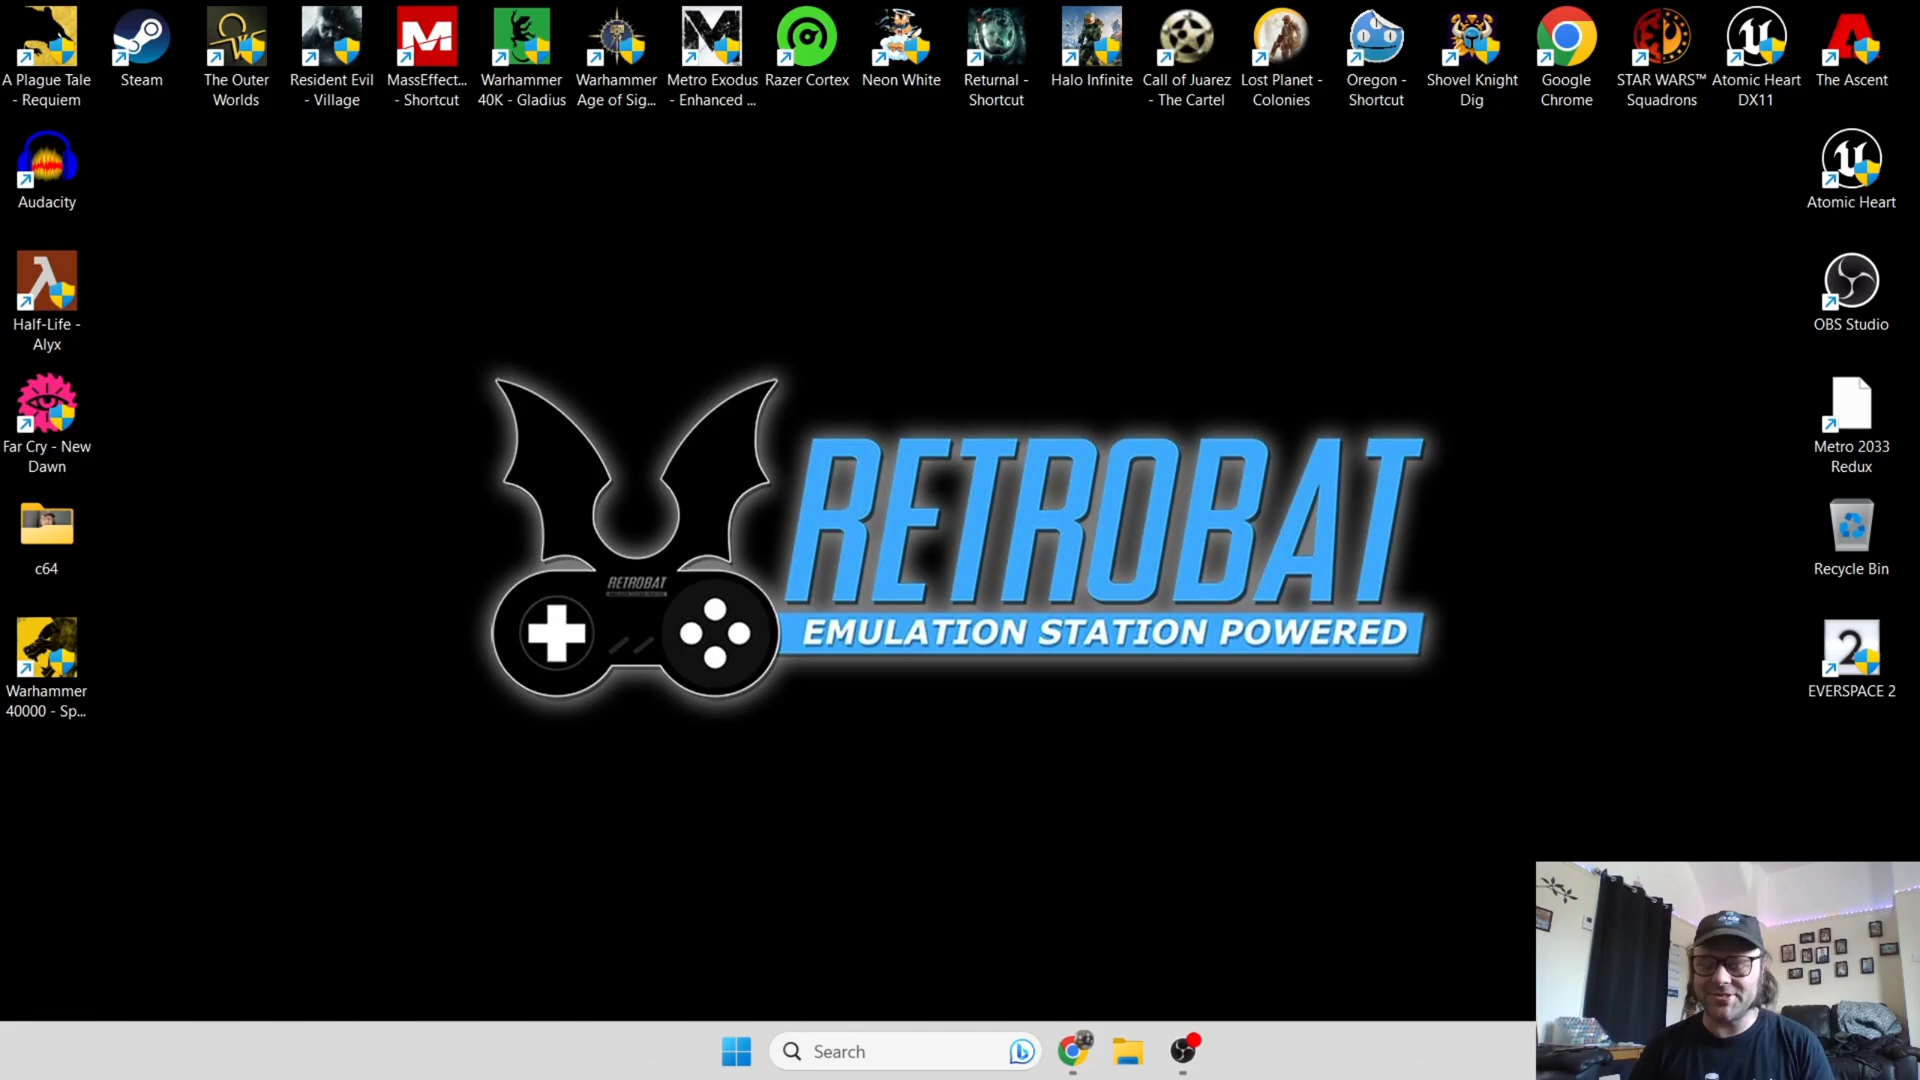 A Plague Tale
- Requiem
Steam
The Outer
Worlds
Resident Evil
- Village
MassEffect...
- Shortcut
Warhammer
40K - Gladius
Warhammer
Age of Sig...
Metro Exodus
- Enhanced ...
Razer Cortex
Neon White
Returnal -
Shortcut
Halo Infinite
Call of Juarez
- The Cartel
Lost Planet -
Colonies
Oregon -
Shortcut
Shovel Knight
Dig
Google
Chrome
STAR WARS™
Squadrons
Atomic Heart
DX11
The Ascent
Audacity
Atomic Heart
Half-Life -
Alyx
OBS Studio
Far Cry - New
Dawn
Metro 2033
Redux
c64
Recycle Bin
Warhammer
40000 - Sp...
2
EVERSPACE 2
RETROBAT
RETROBAT
EMULATION STATION POWERED
Search